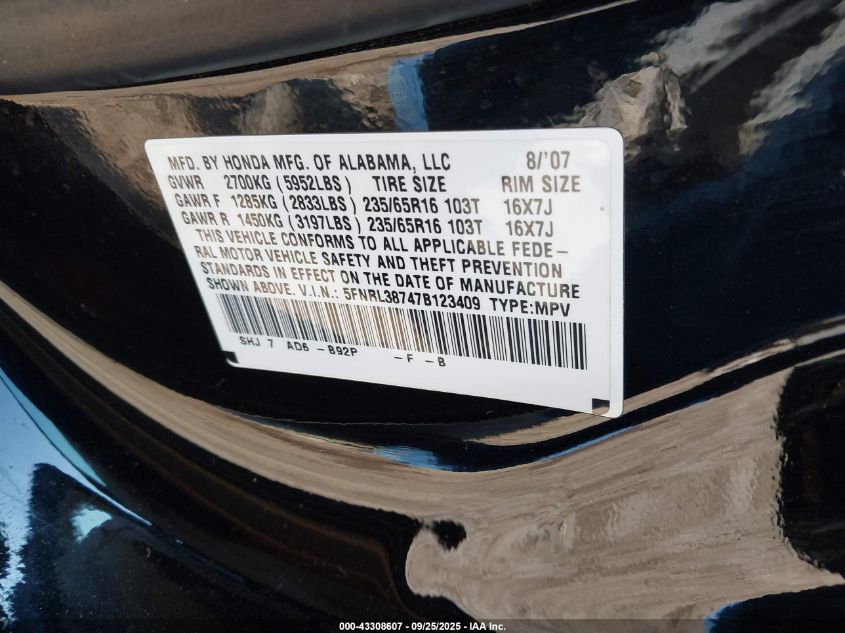 MFD. BY HONDA MFG. OF ALABAMA, LLC 8/'07
GVWR 2700KG (5952LBS) TIRE SIZE RIM SIZE
GAWR F 1285KG (2833LBS) 235/65R16 103T 16X7J
GAWR R 1450KG (3197LBS) 235/65R16 103T 16X7J
THIS VEHICLE CONFORMS TO ALL APPLICABLE FEDE-
RAL MOTOR VEHICLE SAFETY AND THEFT PREVENTION
STANDARDS IN EFFECT ON THE DATE OF MANUFACTURE
SHOWN ABOVE. V.I.N.: 5FNRL38747B123409 TYPE:MPV
SHJ 7 AD6 -B92P -F-B
000-43308607 - 09/25/2025 - IAA Inc.